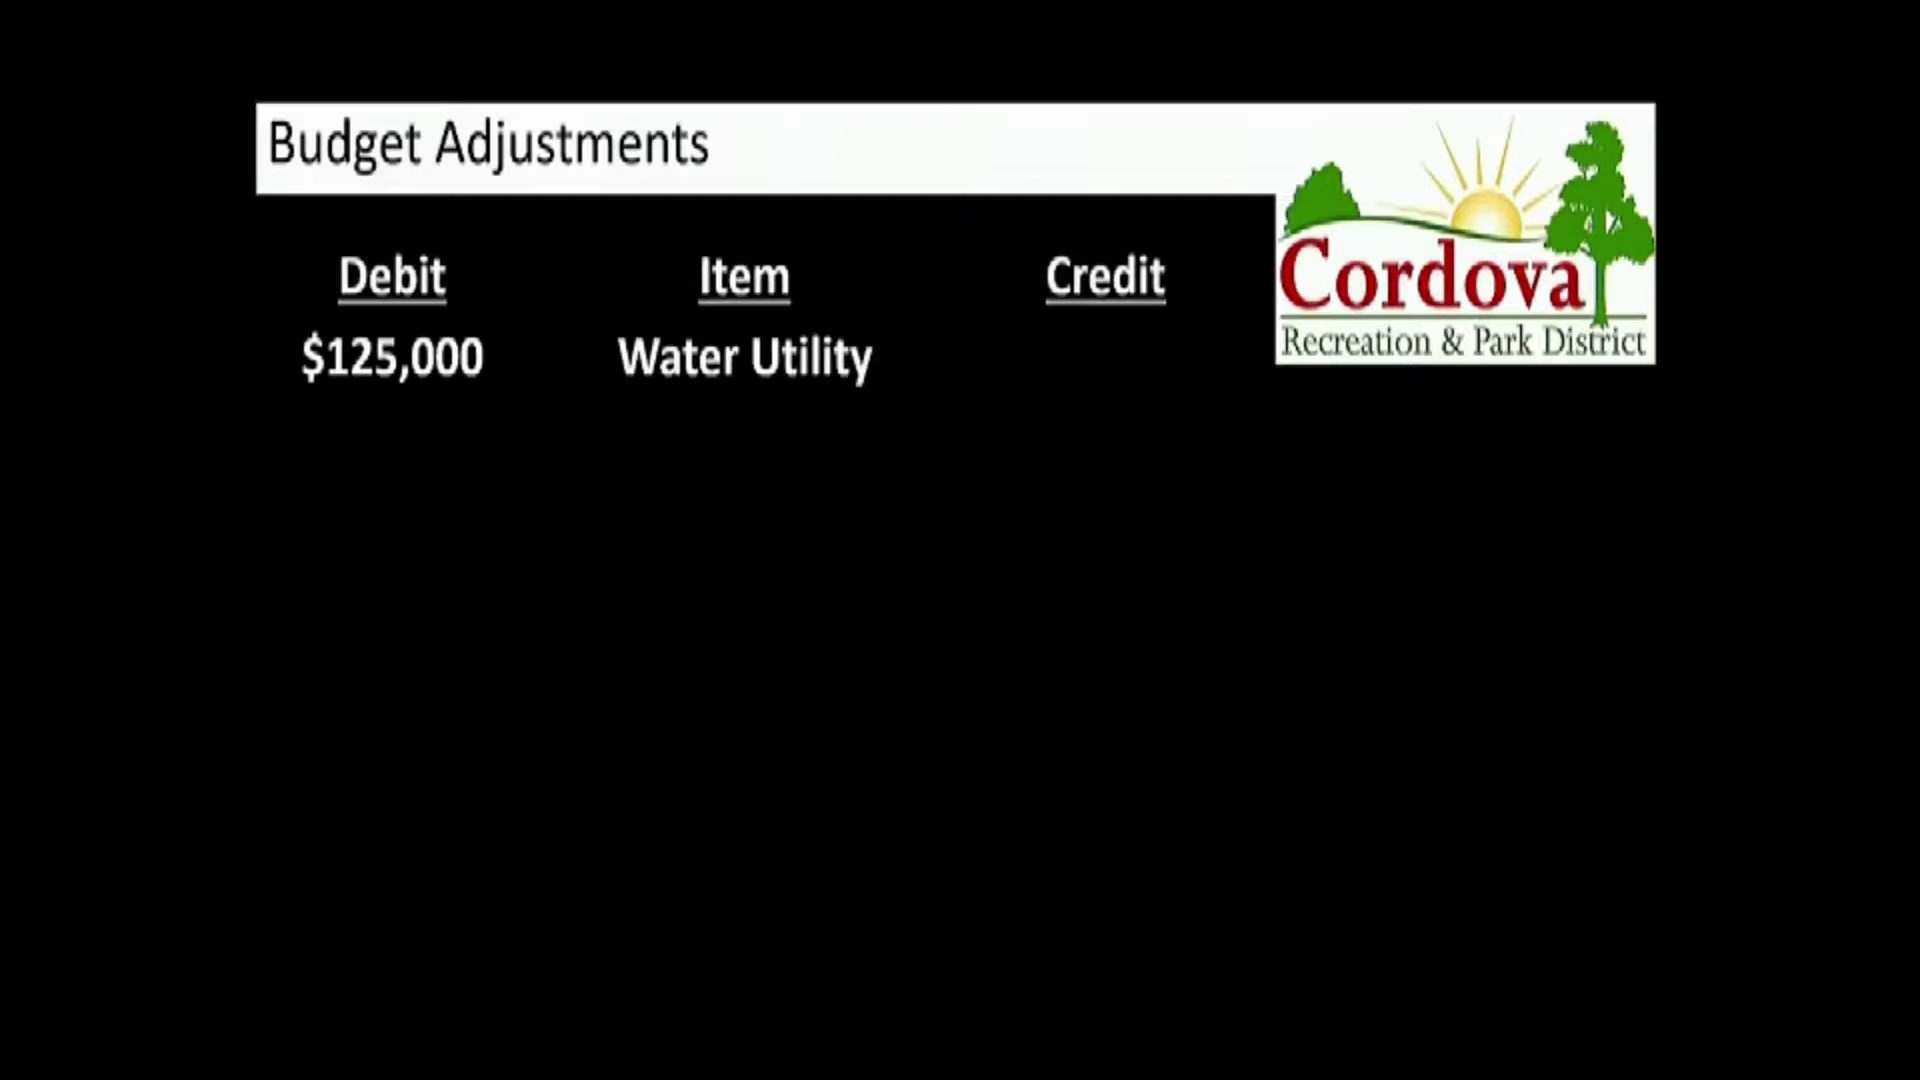 Budget Adjustments
Debit Item Credit
$125,000 Water Utility
Cordova
Recreation & Park District